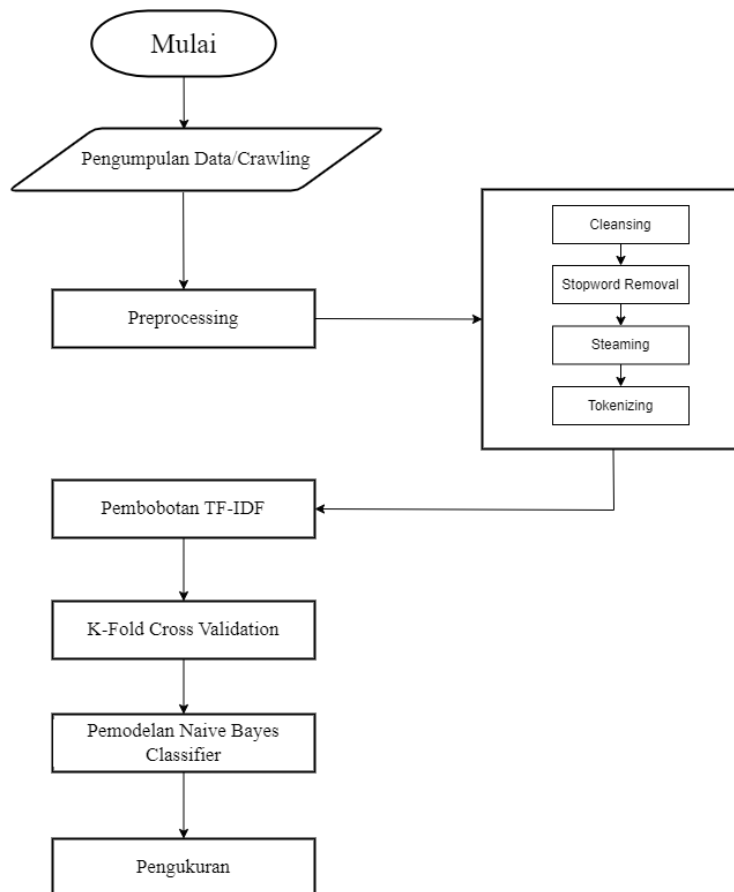 Mulai
Pengumpulan Data/Crawling
Preprocessing
Cleansing
Stopword Removal
Steaming
Tokenizing
Pembobotan TF-IDF
K-Fold Cross Validation
Pemodelan Naive Bayes
Classifier
Pengukuran